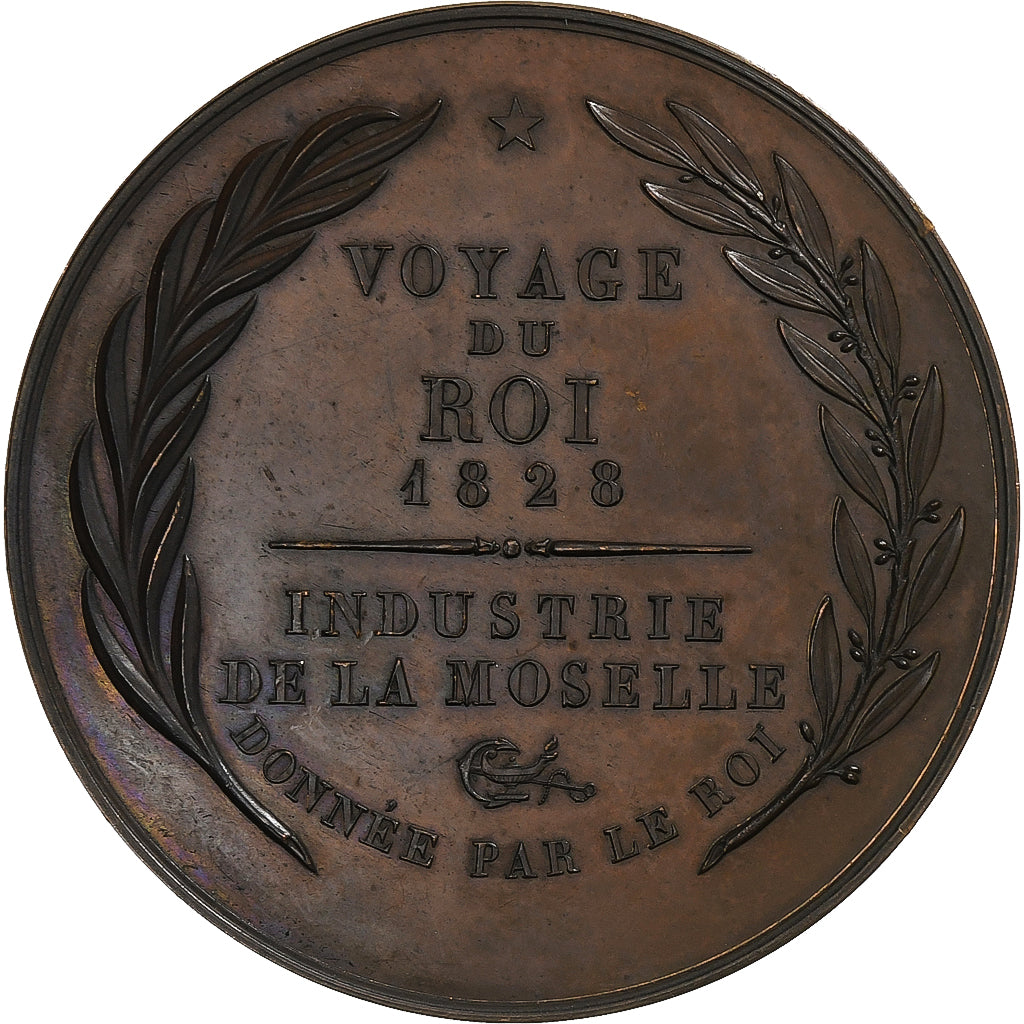 VOYAGE
DU
ROI
1828
INDUSTRIE
DE LA MOSELLE
DONNÉE PAR LE ROI